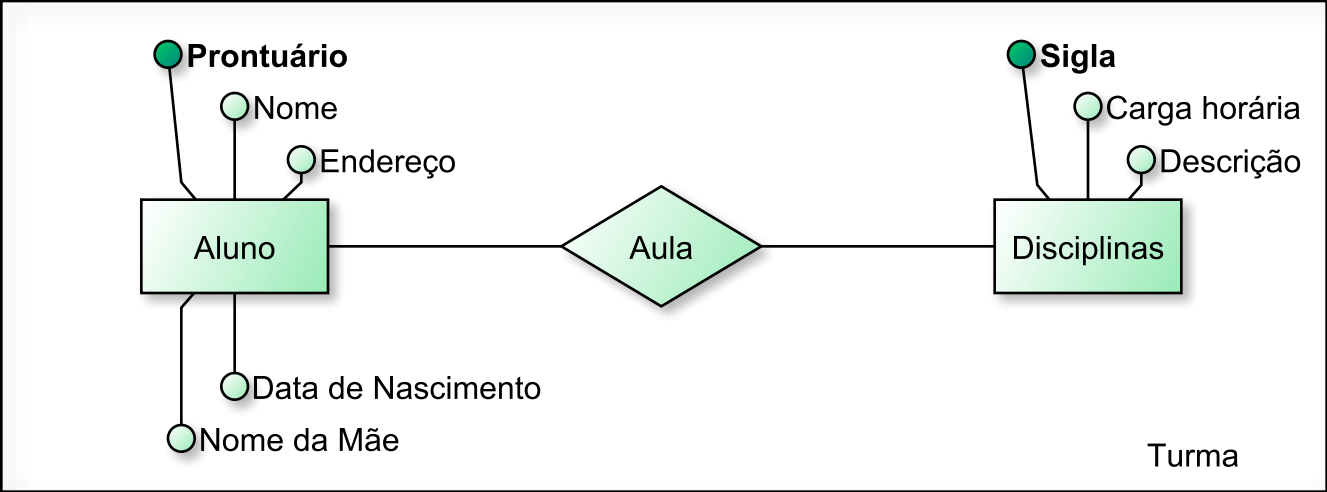 Prontuário
Nome
Endereço
Aluno
Data de Nascimento
Nome da Mãe
Aula
Sigla
Carga horária
Descrição
Disciplinas
Turma